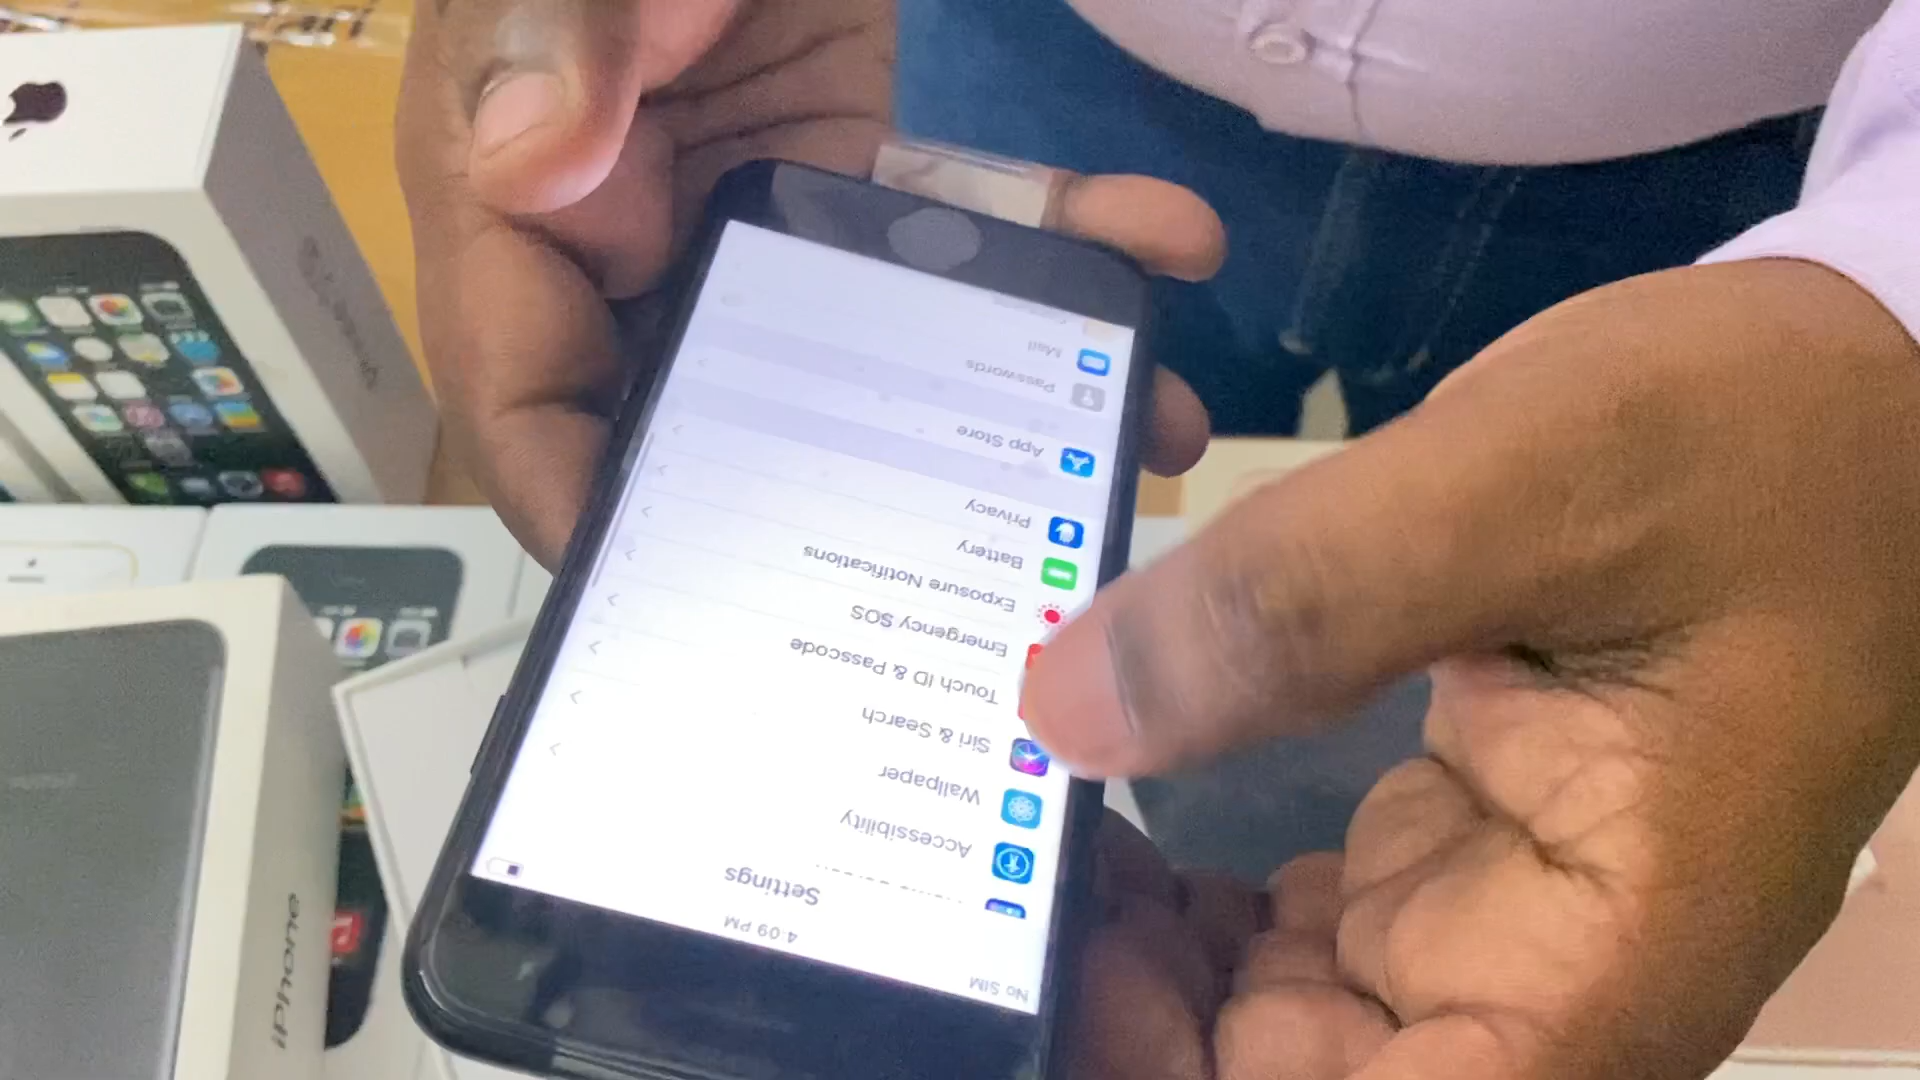 No SIM
4:09 PM
Settings
Accessibility
Wallpaper
Siri & Search
Touch ID & Passcode
Emergency SOS
Exposure Notifications
Battery
Privacy
App Store
Passwords
Mail
iPhone